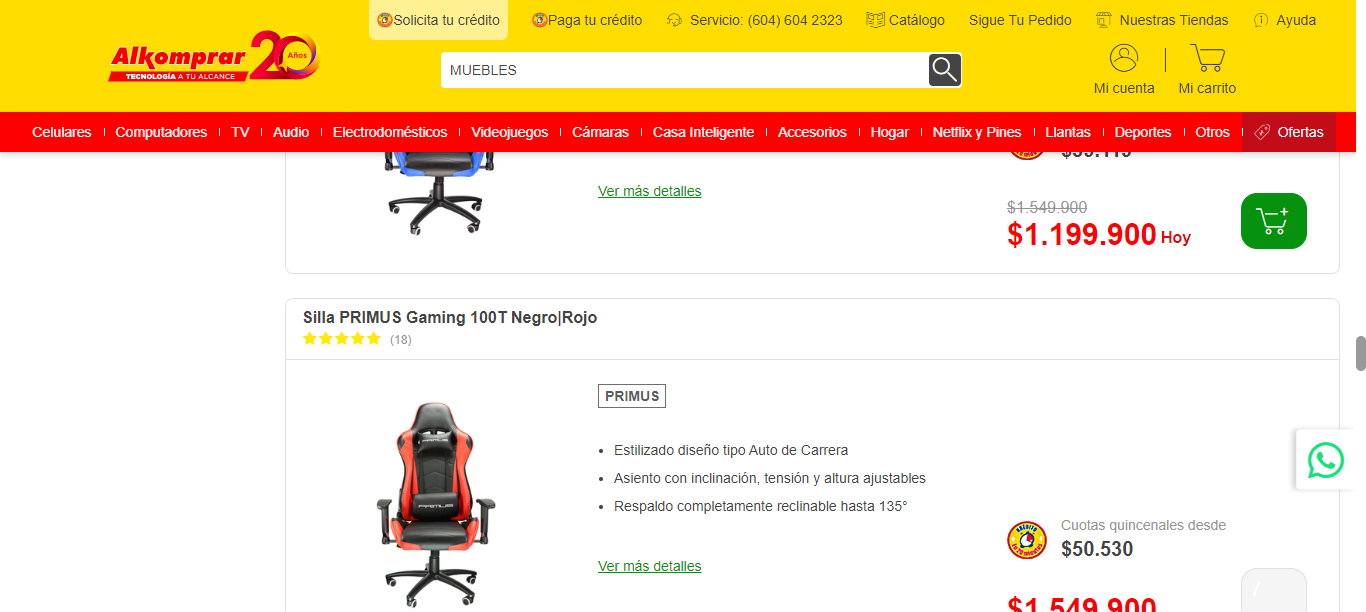 Solicita tu crédito
Paga tu crédito
Servicio: (604) 604 2323
Catálogo
Sigue Tu Pedido
Nuestras Tiendas
Ayuda
Alkomprar 20 Años
TECNOLOGÍA A TU ALCANCE
MUEBLES
Mi cuenta
Mi carrito
Celulares
Computadores
TV
Audio
Electrodomésticos
Videojuegos
Cámaras
Casa Inteligente
Accesorios
Hogar
Netflix y Pines
Llantas
Deportes
Otros
Ofertas
Ver más detalles
$1.549.900
$1.199.900 Hoy
Silla PRIMUS Gaming 100T Negro|Rojo
(18)
PRIMUS
• Estilizado diseño tipo Auto de Carrera
• Asiento con inclinación, tensión y altura ajustables
• Respaldo completamente reclinable hasta 135°
Ver más detalles
Cuotas quincenales desde
$50.530
$1.549.900